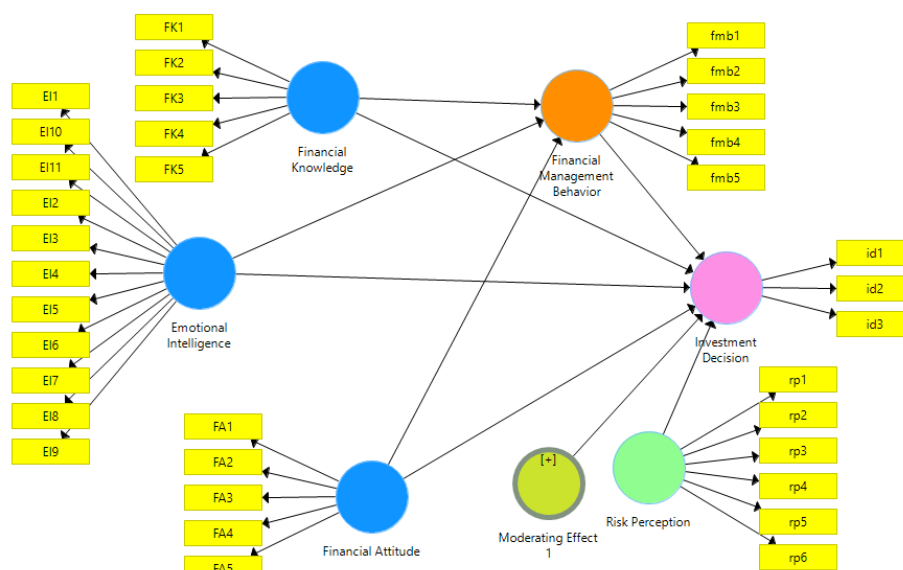 FK1
FK2
FK3
FK4
FK5
Financial
Knowledge
fmb1
fmb2
fmb3
fmb4
fmb5
Financial
Management
Behavior
EI1
EI10
EI11
EI2
EI3
EI4
EI5
EI6
EI7
EI8
EI9
Emotional
Intelligence
id1
id2
id3
Investment
Decision
FA1
FA2
FA3
FA4
FA5
Financial Attitude
[+]
Moderating Effect
1
Risk Perception
rp1
rp2
rp3
rp4
rp5
rp6